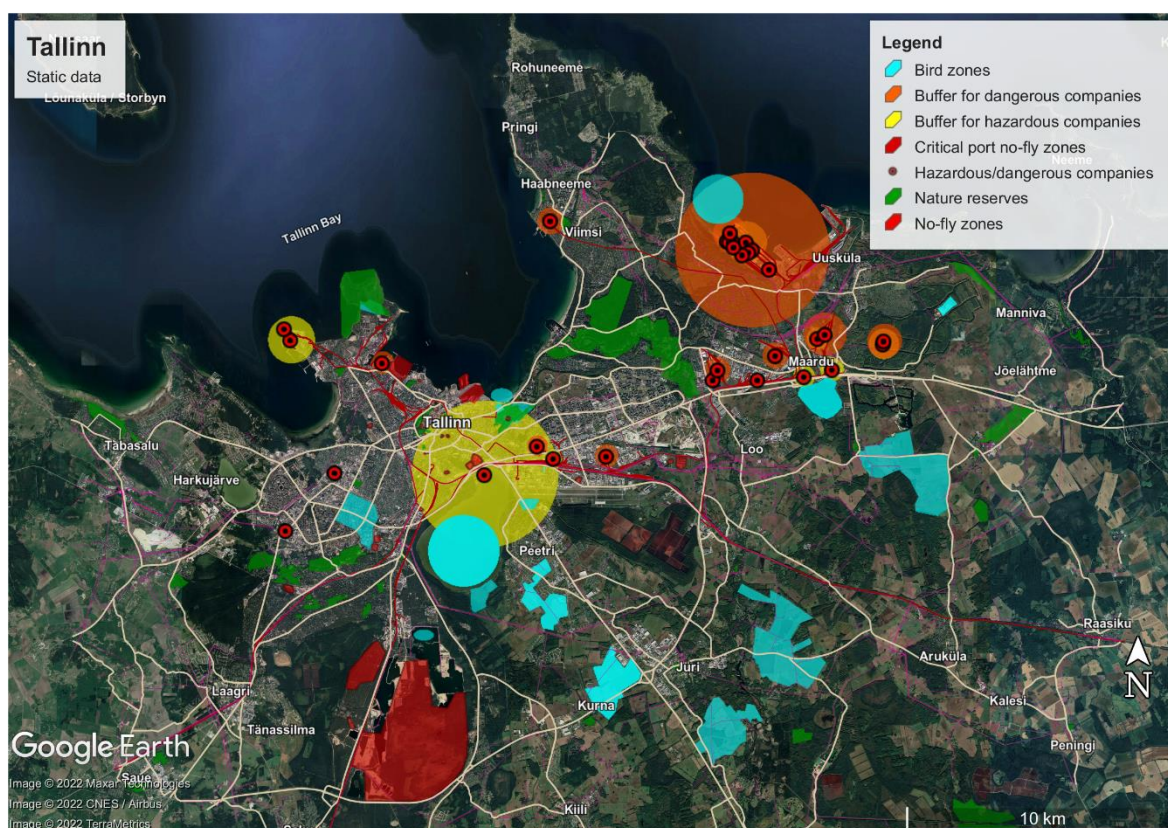 Tallinn
Static data
Lõunaküla / Storbyn
Rohuneeme
Pringi
Haabneeme
Viimsi
Tallinn Bay
Legend
Bird zones
Buffer for dangerous companies
Buffer for hazardous companies
Critical port no-fly zones
Hazardous/dangerous companies
Nature reserves
No-fly zones
Neeme
Uusküla
Manniva
Maardu
Jõelähtme
Tallinn
Tabasalu
Harkujärve
Loo
Peetri
Raasiku
Aruküla
Jüri
Kurna
Kalesi
Laagri
Tänassilma
Peningi
Saue
Kiili
N
10 km
Google Earth
Image © 2022 Maxar Technologies
Image © 2022 CNES / Airbus
Image © 2022 TerraMetrics